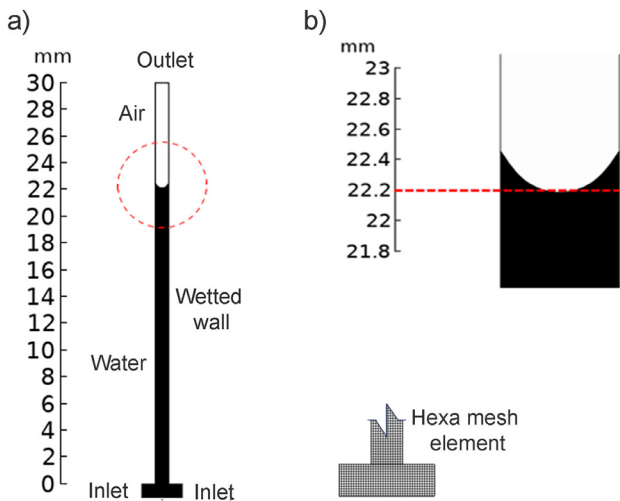 a)
mm
Outlet
30
28
26
24
22
20
18
16
14
12
10
8
6
4
2
0
Air
Wetted
wall
Water
Inlet
Inlet
b)
mm
23
22.8
22.6
22.4
22.2
22
21.8
Hexa mesh
element